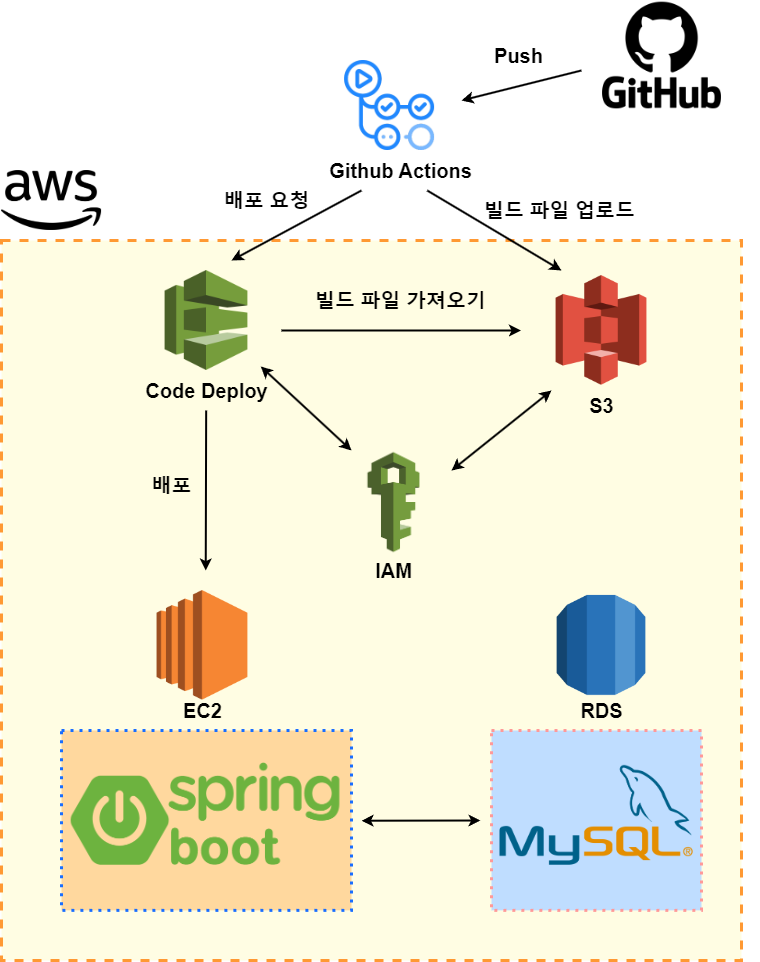 Push
GitHub
Github Actions
aws
배포 요청
빌드 파일 업로드
빌드 파일 가져오기
Code Deploy
S3
배포
IAM
EC2
RDS
spring
boot
MySQL®